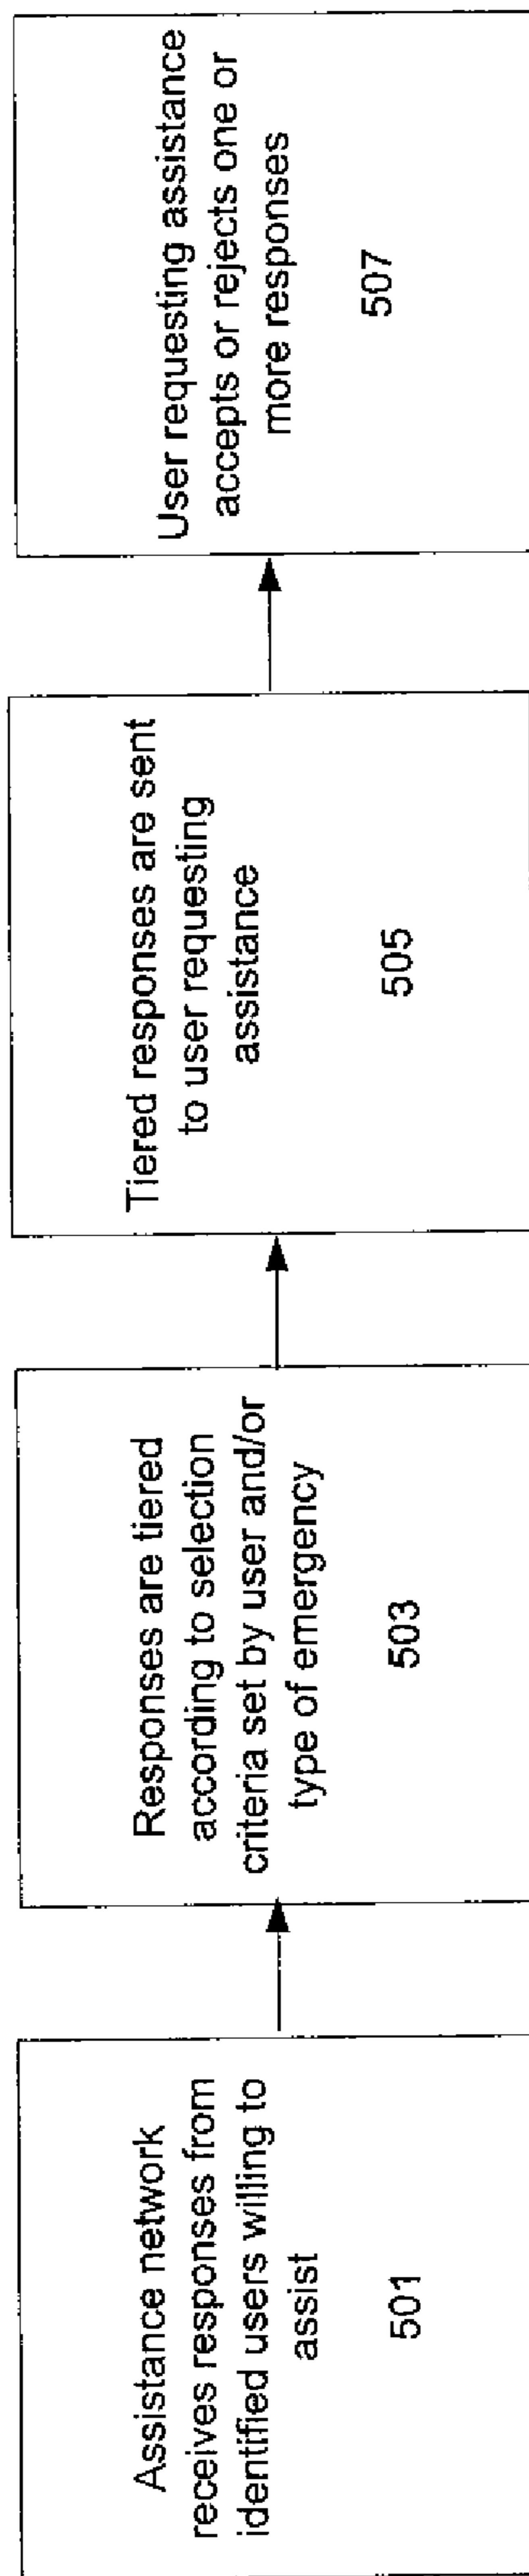 Assistance network
receives responses from
identified users willing to
assist
501
Responses are tiered
according to selection
criteria set by user and/or
type of emergency
503
Tiered responses are sent
to user requesting
assistance
505
User requesting assistance
accepts or rejects one or
more responses
507